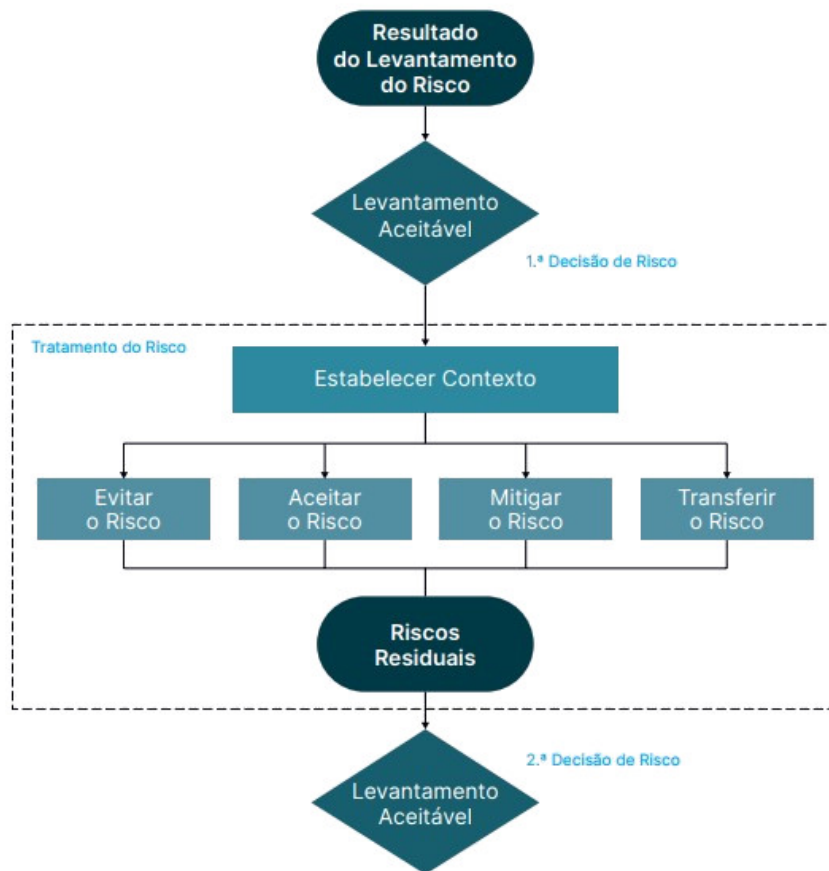 Resultado
do Levantamento
do Risco
Levantamento
Aceitável
1.ª Decisão de Risco
Tratamento do Risco
Estabelecer Contexto
Evitar
o Risco
Aceitar
o Risco
Mitigar
o Risco
Transferir
o Risco
Riscos
Residuais
2.ª Decisão de Risco
Levantamento
Aceitável